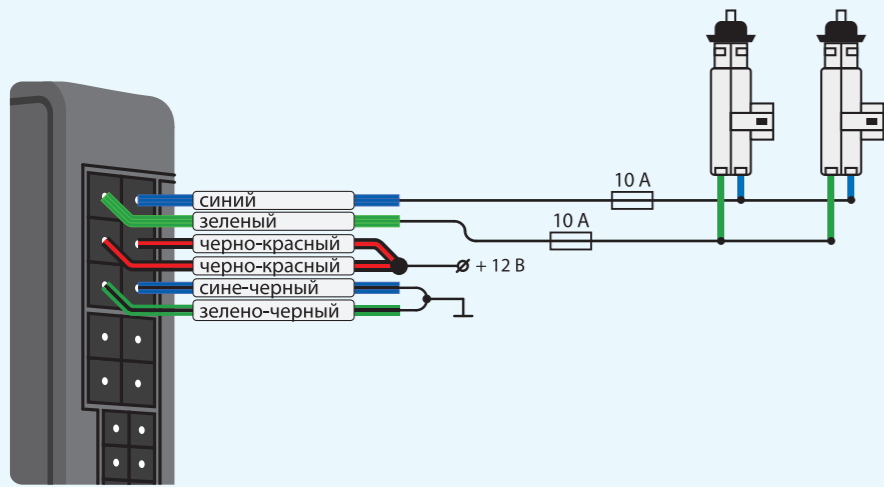 10 А
синий
10 А
зеленый
черно-красный
черно-красный
+ 12 В
сине-черный
зелено-черный